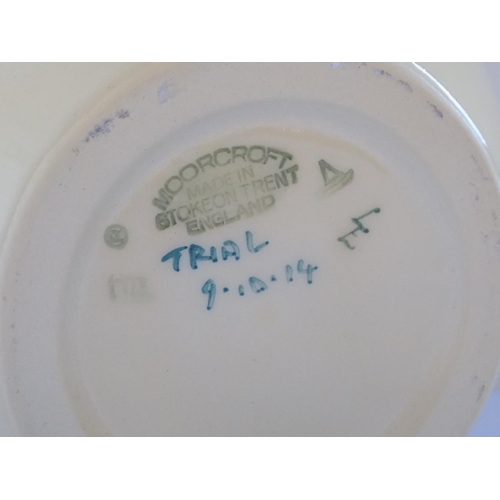 MOORCROFT
MADE IN
STOKE ON TRENT
ENGLAND
TRIAL
9.10.14